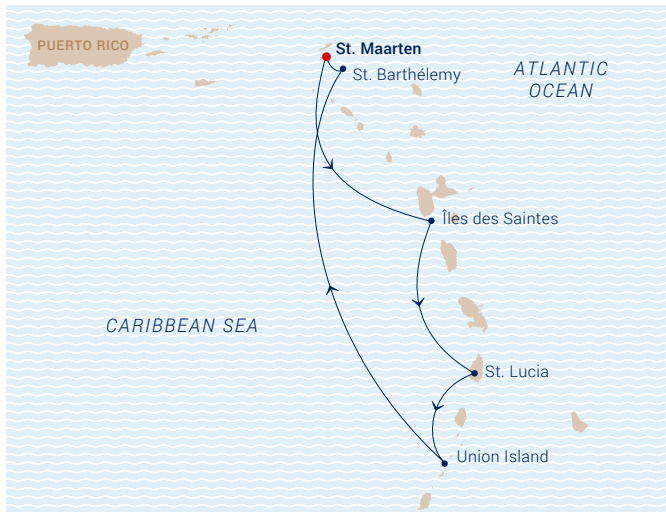 PUERTO RICO
St. Maarten
St. Barthélemy
ATLANTIC
OCEAN
Îles des Saintes
CARIBBEAN SEA
St. Lucia
Union Island